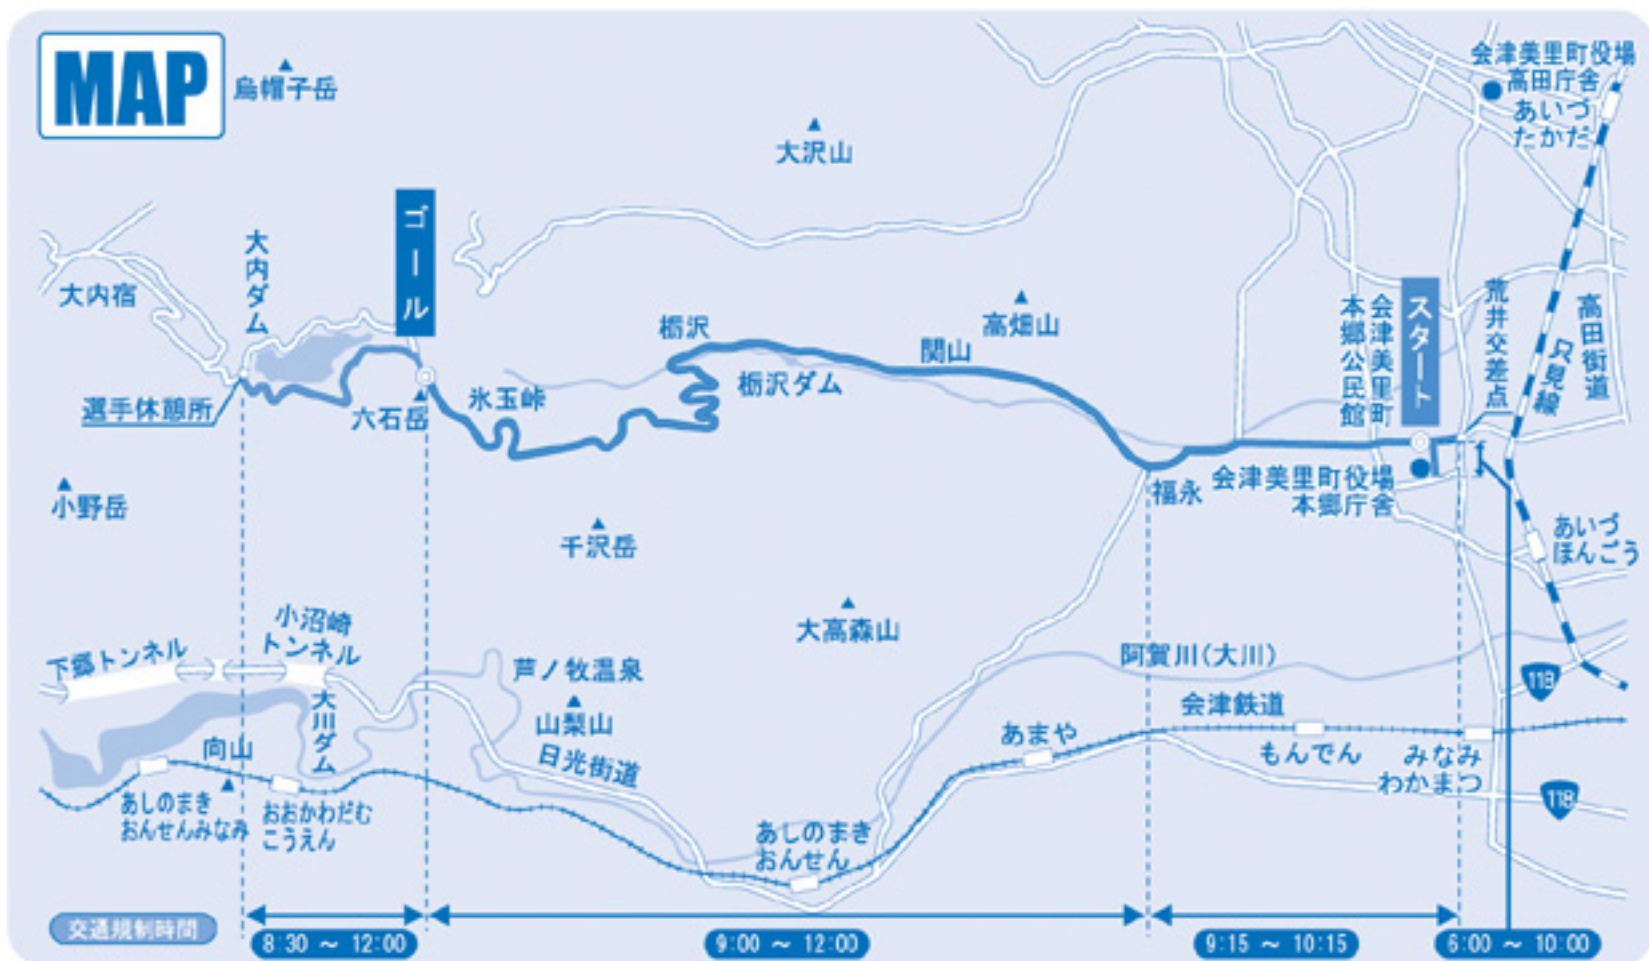 MAP
烏帽子岳
大沢山
会津美里町役場
高田庁舎
あいづ
たかだ
ゴール
大内ダム
大内宿
選手休憩所
六石岳
氷玉峠
栃沢
栃沢ダム
関山
高畑山
会津美里町
本郷公民館
スタート
荒井交差点
只見線
高田街道
福永
会津美里町役場
本郷庁舎
あいづ
ほんごう
小野岳
千沢岳
大高森山
下郷トンネル
小沼崎
トンネル
大川ダム
芦ノ牧温泉
山梨山
日光街道
阿賀川(大川)
118
会津鉄道
あまや
もんでん
みなみ
わかまつ
118
向山
あしのまき
おんせんみなみ
おおかわだむ
こうえん
あしのまき
おんせん
交通規制時間
8:30 ～ 12:00
9:00 ～ 12:00
9:15 ～ 10:15
6:00 ～ 10:00